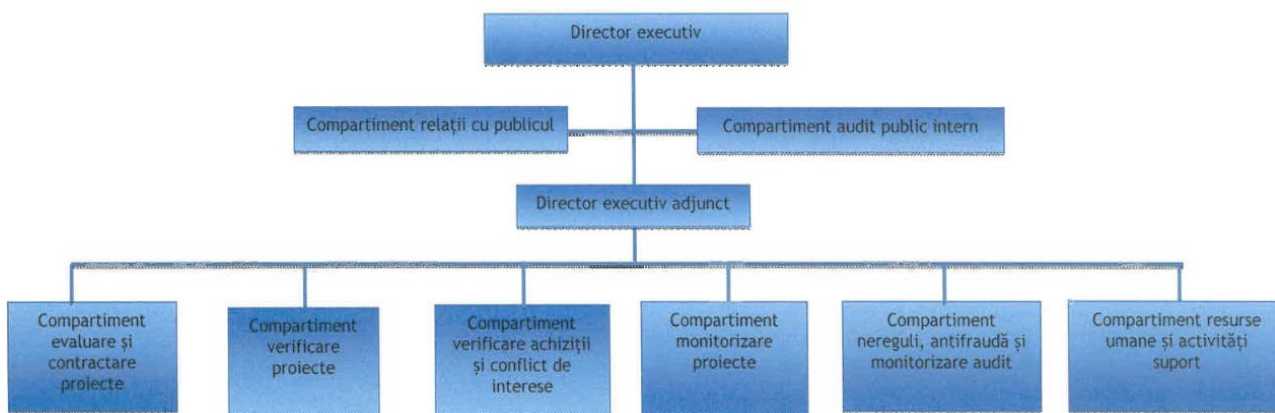 Director executiv
Compartiment relații cu publicul
Compartiment audit public intern
Director executiv adjunct
Compartiment
evaluare și
contractare
proiecte
Compartiment
verificare
proiecte
Compartiment
verificare achiziții
și conflict de
interese
Compartiment
monitorizare
proiecte
Compartiment
nereguli, antifraudă și
monitorizare audit
Compartiment resurse
umane și activități
suport